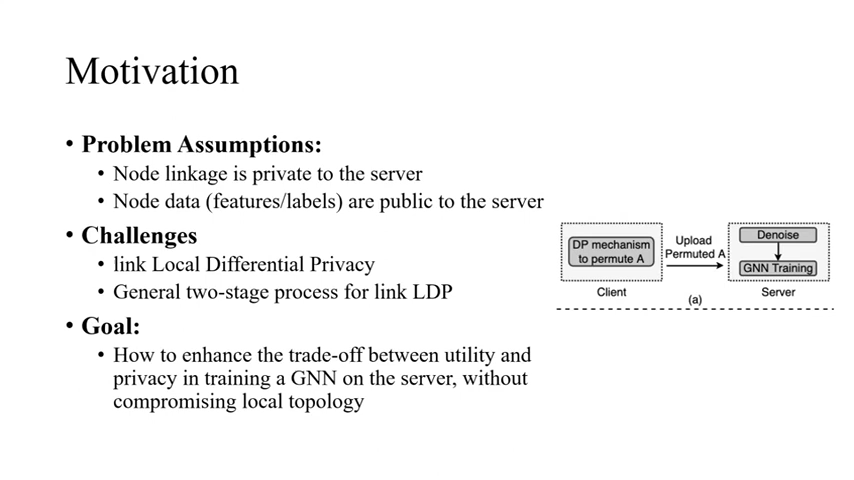 Motivation
• Problem Assumptions:
• Node linkage is private to the server
• Node data (features/labels) are public to the server
• Challenges
• link Local Differential Privacy
• General two-stage process for link LDP
• Goal:
• How to enhance the trade-off between utility and
privacy in training a GNN on the server, without
compromising local topology
DP mechanism
to permute A
Client
Upload
Permuted A
(a)
Denoise
GNN Training
Server